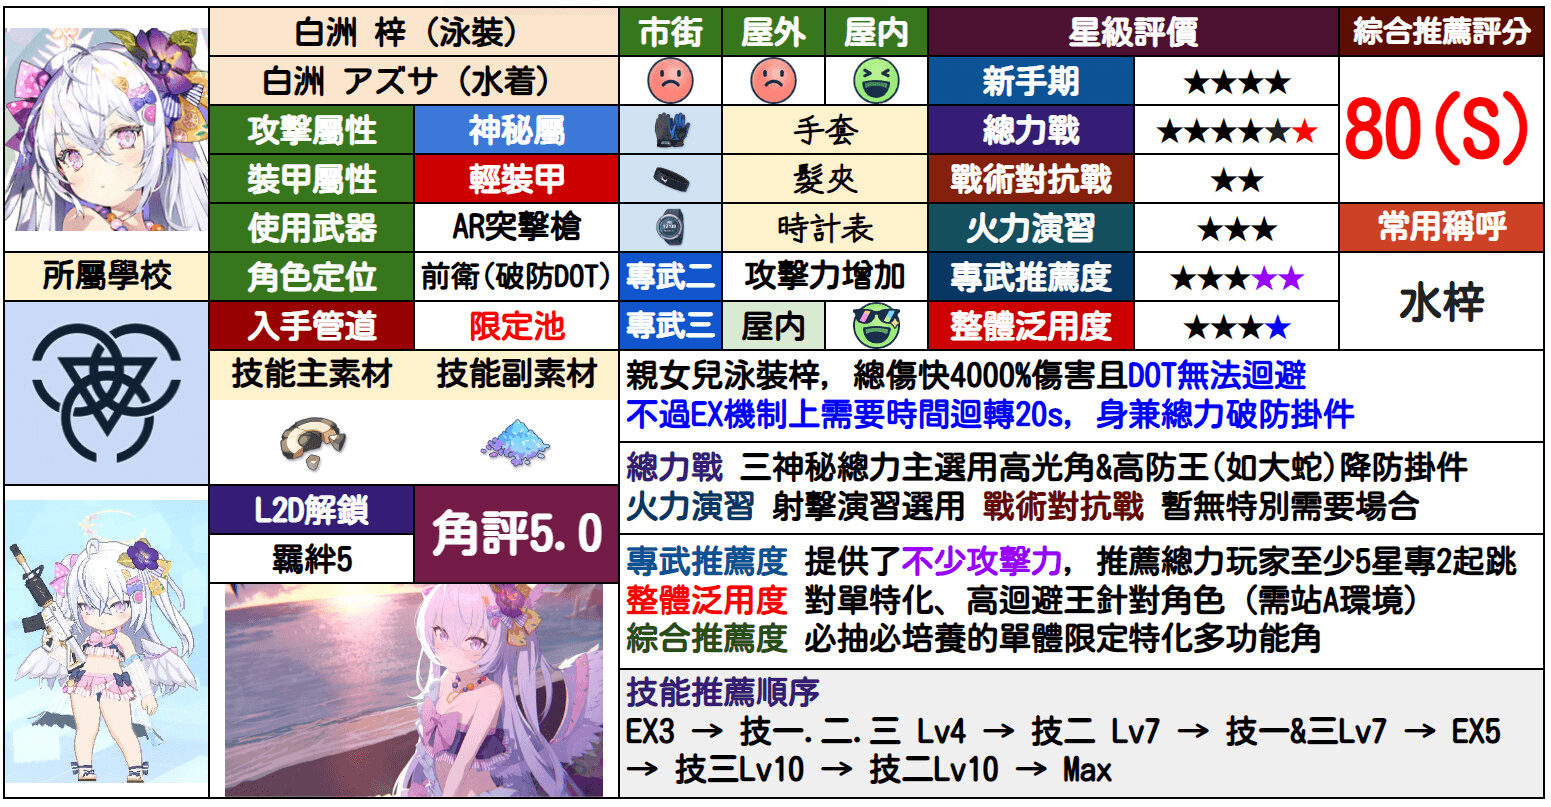 白洲 梓（泳裝）
市街
屋外
屋內
星級評價
綜合推薦評分
白洲 アズサ（水着）
新手期
★★★★
80(S)
攻擊屬性
神秘屬
手套
總力戰
★★★★★★
裝甲屬性
輕裝甲
髮夾
戰術對抗戰
★★
使用武器
AR突擊槍
時計表
火力演習
★★★
常用稱呼
所屬學校
角色定位
前衛(破防DOT)
專武二
攻擊力增加
專武推薦度
★★★★★
水梓
入手管道
限定池
專武三
屋內
整體泛用度
★★★★
技能主素材
技能副素材
親女兒泳裝梓，總傷快4000%傷害且DOT無法迴避
不過EX機制上需要時間迴轉20s，身兼總力破防掛件
總力戰 三神秘總力主選用高光角&高防王(如大蛇)降防掛件
火力演習 射擊演習選用 戰術對抗戰 暫無特別需要場合
L2D解鎖
角評5.0
羈絆5
專武推薦度 提供了不少攻擊力，推薦總力玩家至少5星專2起跳
整體泛用度 對單特化、高迴避王針對角色（需站A環境）
綜合推薦度 必抽必培養的單體限定特化多功能角
技能推薦順序
EX3 → 技一.二.三 Lv4 → 技二 Lv7 → 技一&三Lv7 → EX5
→ 技三Lv10 → 技二Lv10 → Max